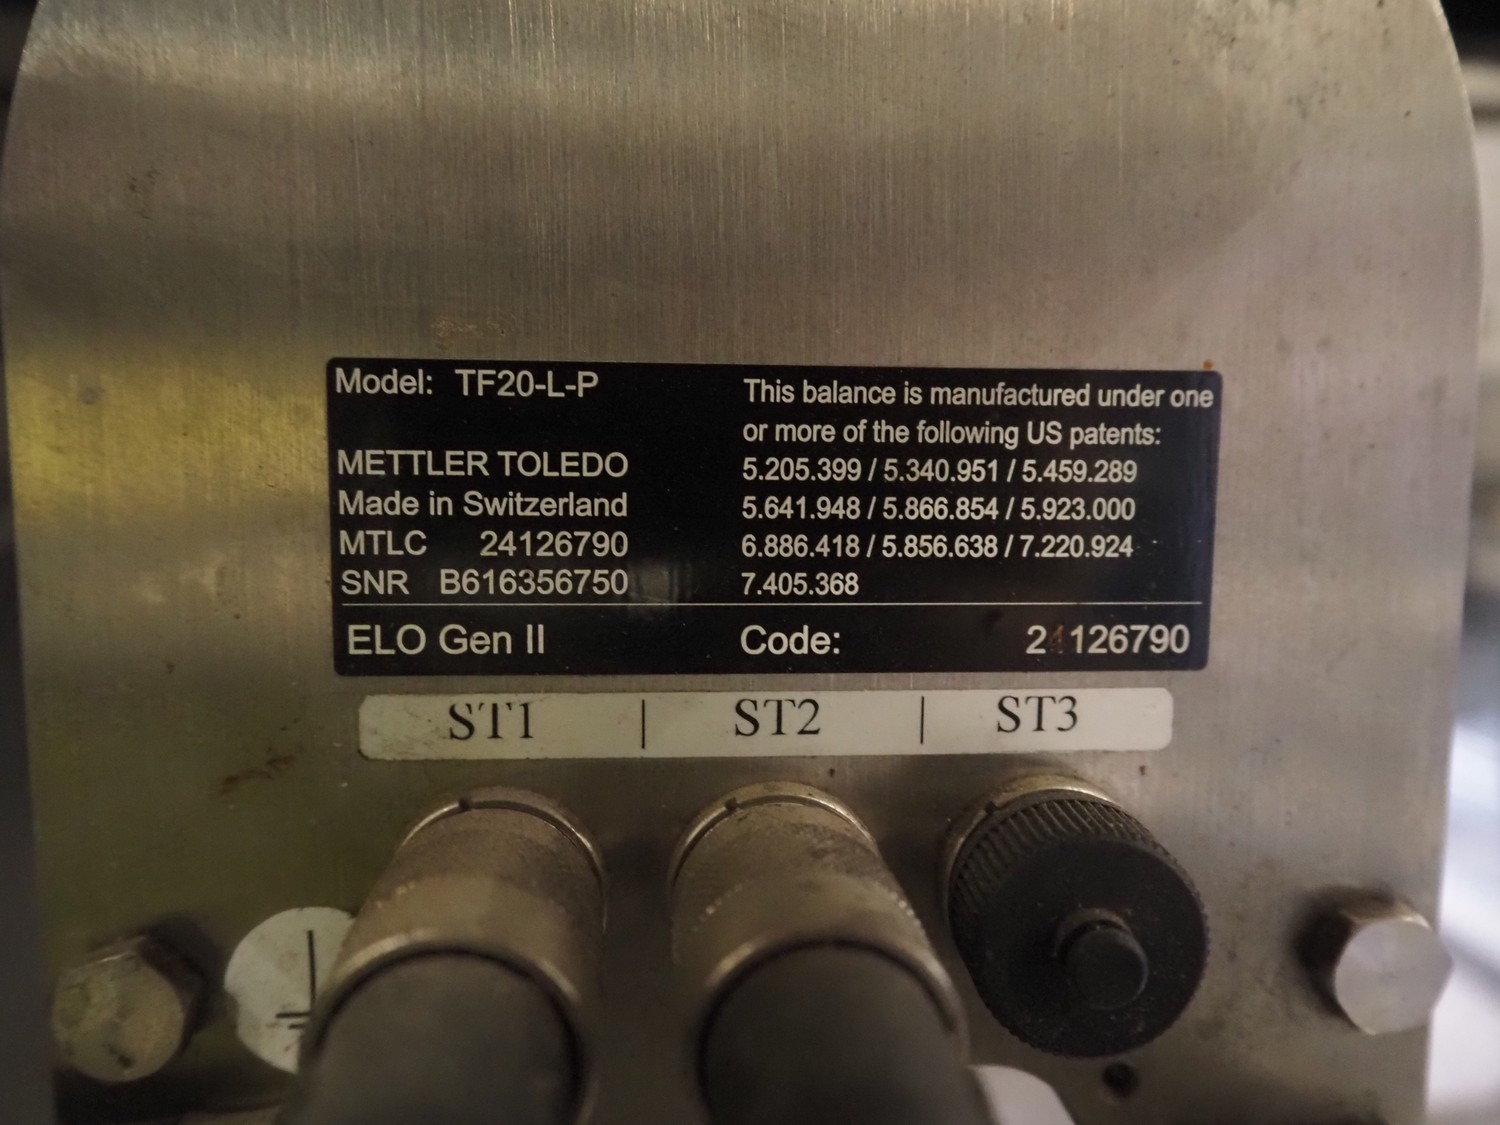 Model: TF20-L-P
METTLER TOLEDO
Made in Switzerland
MTLC 24126790
SNR B616356750
This balance is manufactured under one
or more of the following US patents:
5.205.399 / 5.340.951 / 5.459.289
5.641.948 / 5.866.854 / 5.923.000
6.886.418 / 5.856.638 / 7.220.924
7.405.368
ELO Gen II Code: 24126790
ST1 | ST2 | ST3